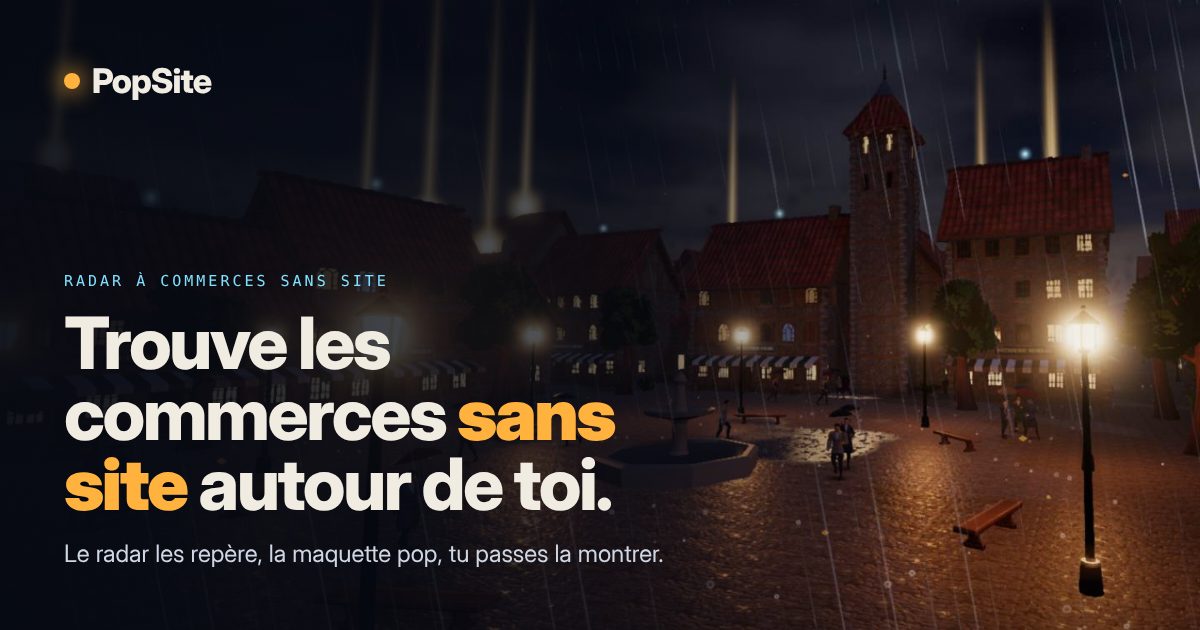 PopSite
RADAR À COMMERCES SANS SITE
Trouve les
commerces sans
site autour de toi.
Le radar les repère, la maquette pop, tu passes la montrer.